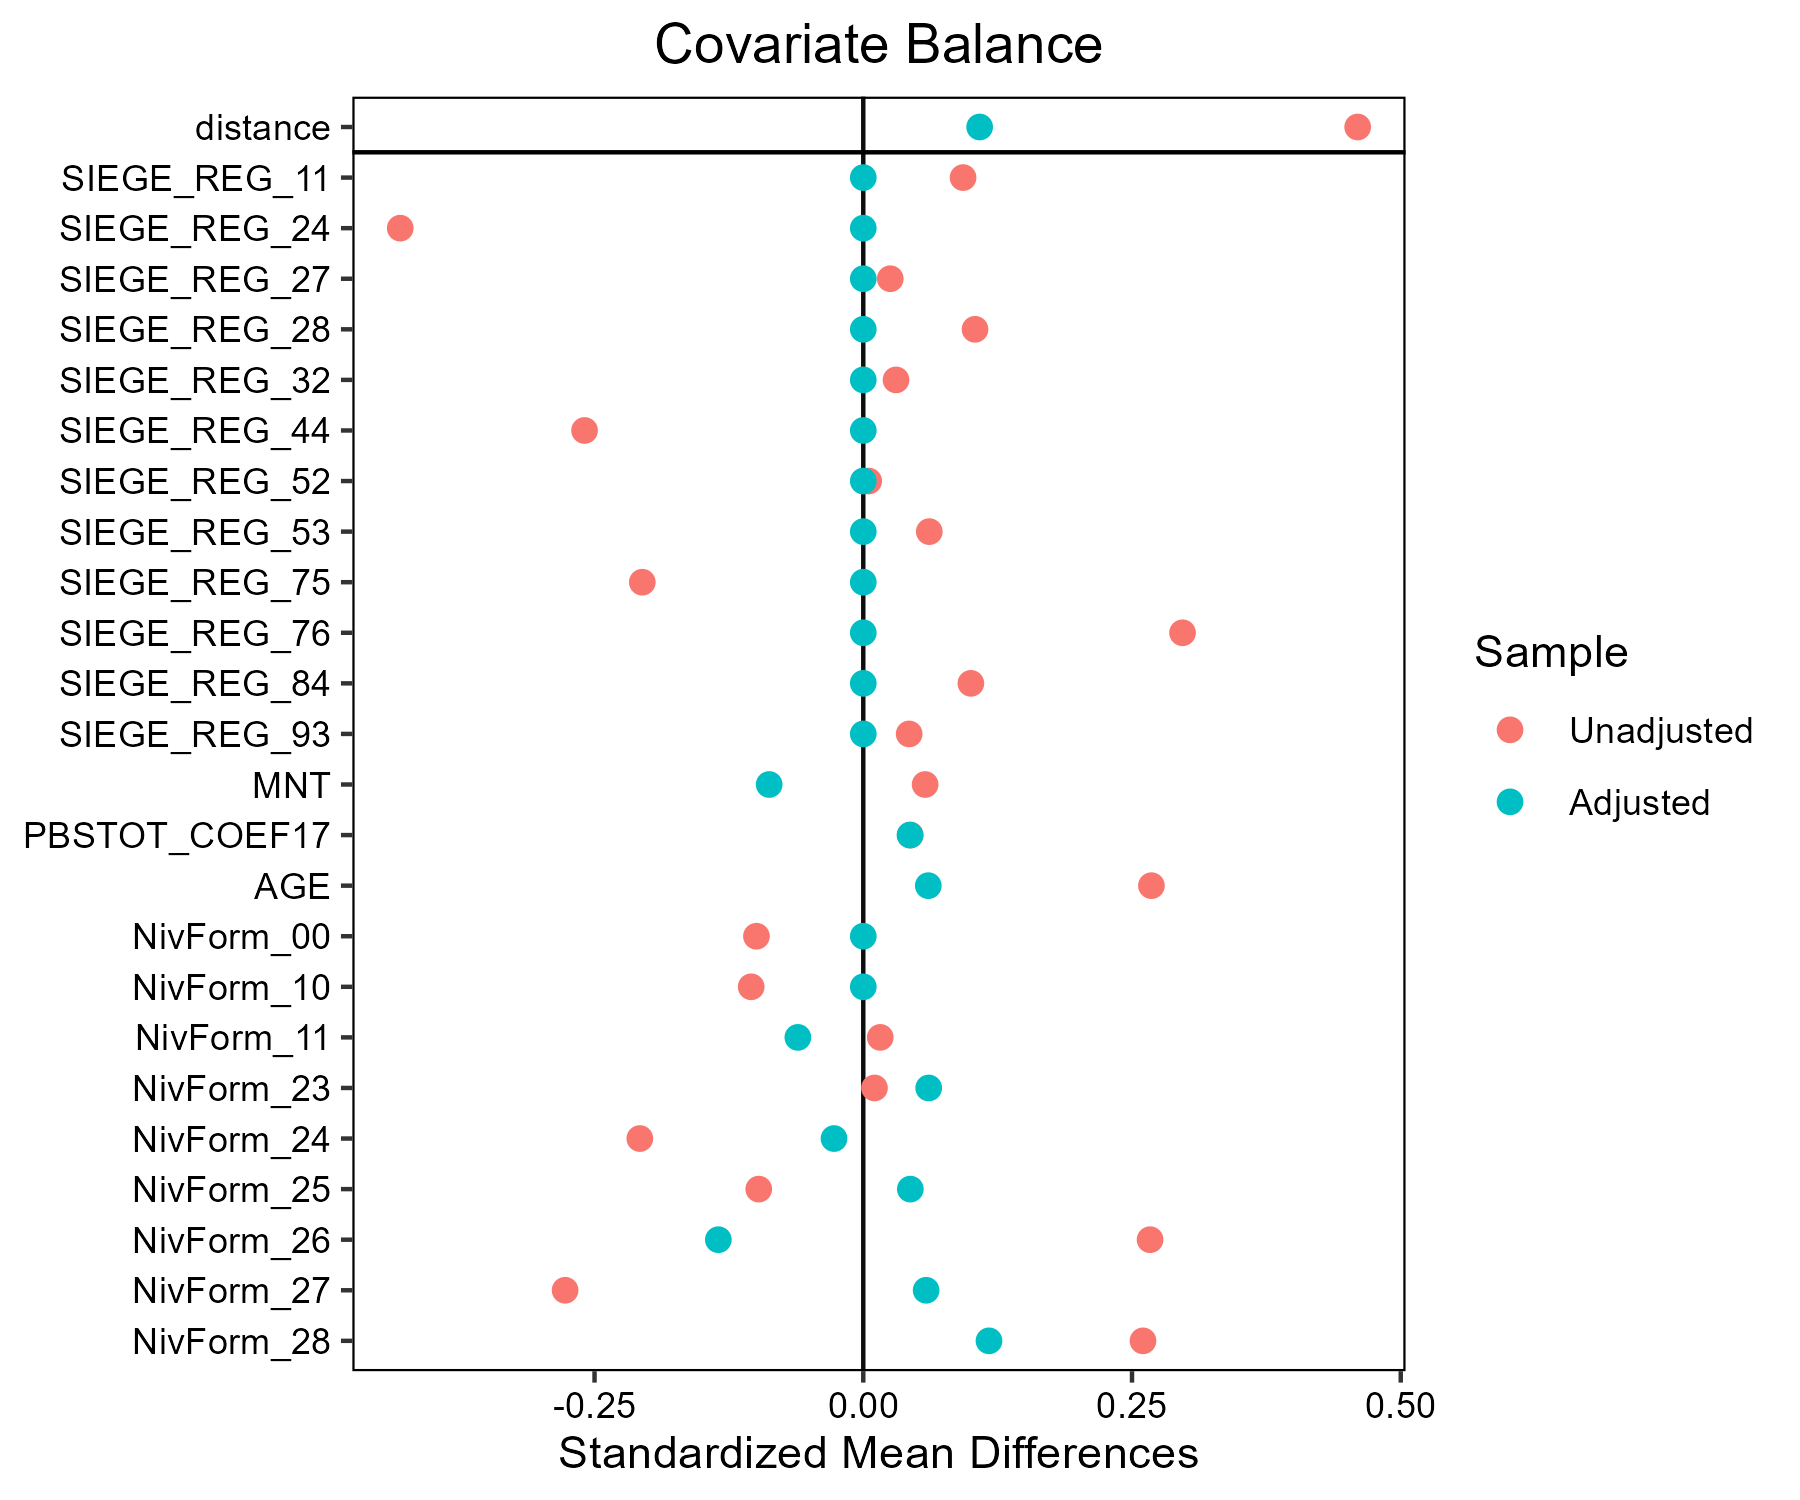 Covariate Balance
distance
SIEGE_REG_11
SIEGE_REG_24
SIEGE_REG_27
SIEGE_REG_28
SIEGE_REG_32
SIEGE_REG_44
SIEGE_REG_52
SIEGE_REG_53
SIEGE_REG_75
SIEGE_REG_76
SIEGE_REG_84
SIEGE_REG_93
MNT
PBSTOT_COEF17
AGE
NivForm_00
NivForm_10
NivForm_11
NivForm_23
NivForm_24
NivForm_25
NivForm_26
NivForm_27
NivForm_28
-0.25 0.00 0.25 0.50
Standardized Mean Differences
Sample
Unadjusted
Adjusted